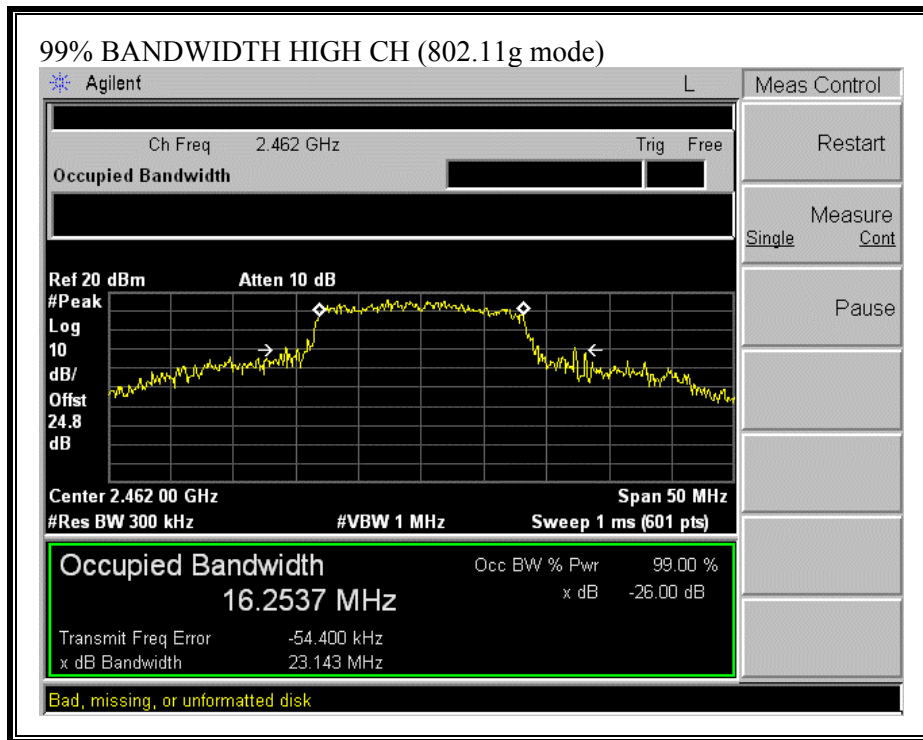 99% BANDWIDTH HIGH CH (802.11g mode)
Agilent L Meas Control
Ch Freq 2.462 GHz Trig Free
Occupied Bandwidth
Restart
Measure
Single Cont
Pause
Ref 20 dBm Atten 10 dB
#Peak
Log
10
dB/
Offst
24.8
dB
Center 2.462 00 GHz Span 50 MHz
#Res BW 300 kHz #VBW 1 MHz Sweep 1 ms (601 pts)
Occupied Bandwidth Occ BW % Pwr 99.00 %
16.2537 MHz x dB -26.00 dB
Transmit Freq Error -54.400 kHz
x dB Bandwidth 23.143 MHz
Bad, missing, or unformatted disk